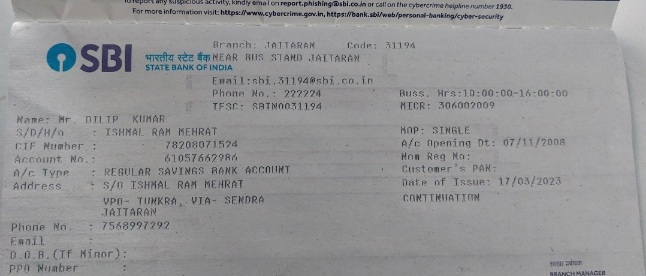 To report any suspicious activity, kindly email on report.phishing@sbi.co.in or call on the cybercrime helpline number 1930.
For more information visit: https://www.cybercrime.gov.in, https://bank.sbi/web/personal-banking/cyber-security
Branch: JAITARAN Code: 31194
SBI भारतीय स्टेट बैंक NEAR BUS STAND JAITARAN
STATE BANK OF INDIA
Email:sbi.31194@sbi.co.in
Phone No.: 222224 Buss. Hrs:10:00:00-16:00:00
IFSC: SBIN0031194 MICR: 306002009
Name: Mr. DILIP KUMAR
S/D/H/o : ISHMAL RAM MEHRAT MOP: SINGLE
CIF Number : 78208071524 A/c Opening Dt: 07/11/2008
Account No.: 61057662986 Nom Reg No:
A/c Type : REGULAR SAVINGS BANK ACCOUNT Customer's PAN:
Address : S/O ISHMAL RAM MEHRAT Date of Issue: 17/03/2023
VPO- TUNKRA, VIA- SENDRA CONTINUATION
JAITARAN
Phone No. : 7568997292
Email :
D.O.B.(If Minor):
PPO Number :
शाखा प्रबंधक
BRANCH MANAGER